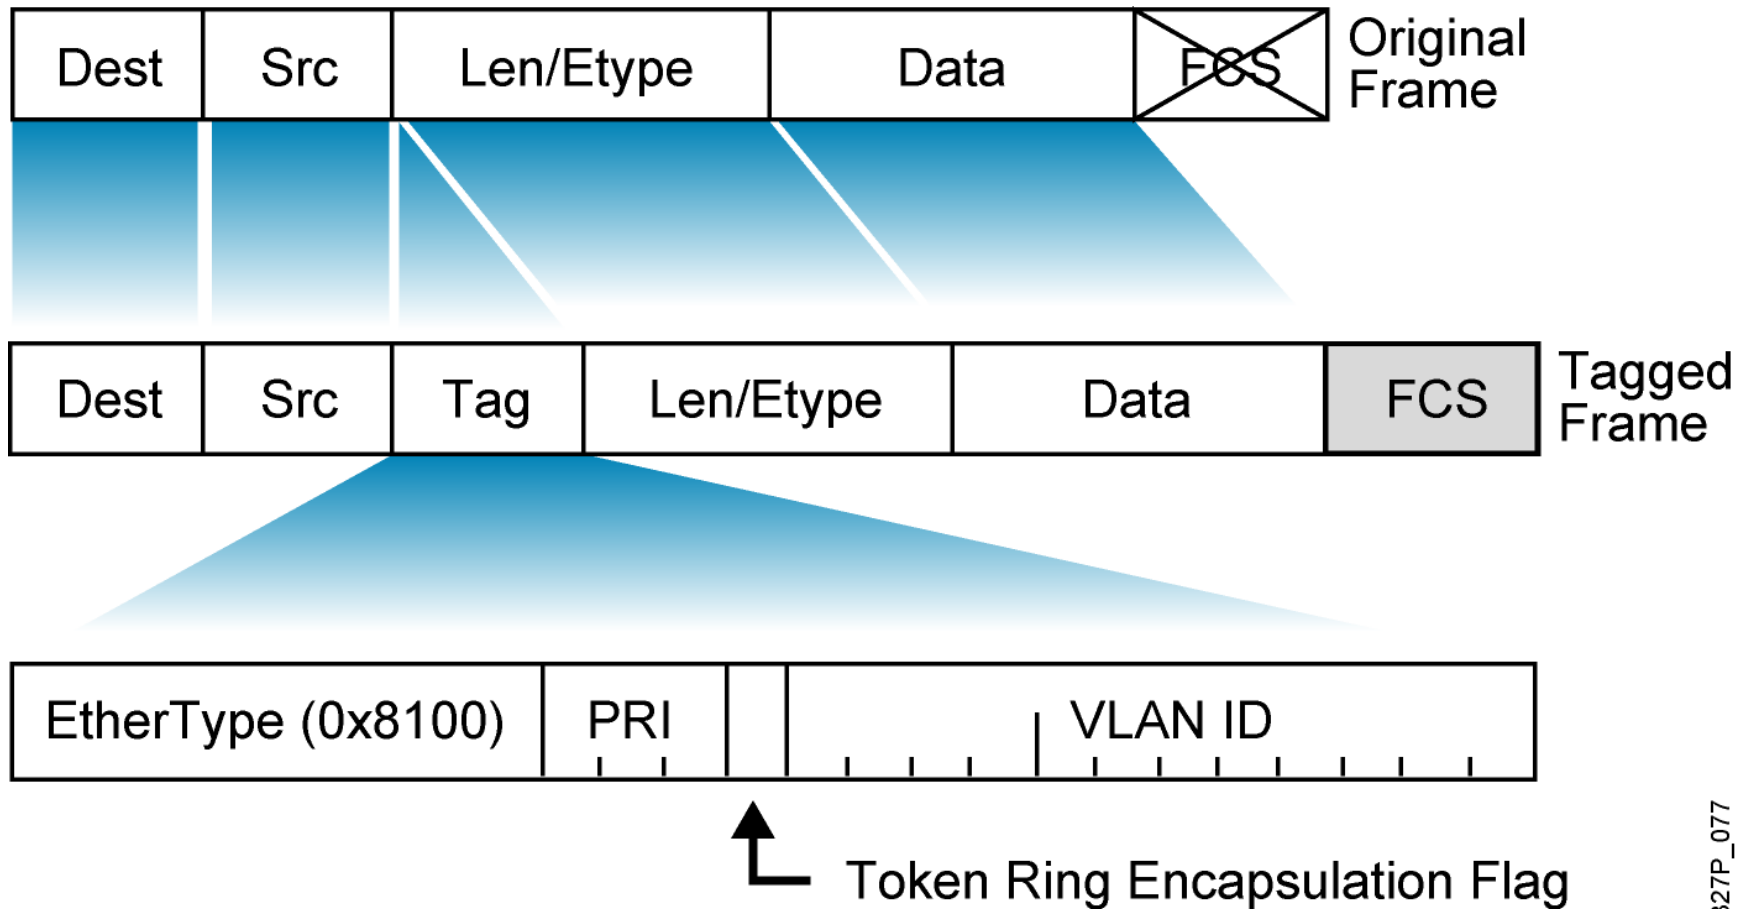 Dest Src Len/Etype Data FCS Original
Frame
Dest Src Tag Len/Etype Data FCS Tagged
Frame
EtherType (0x8100) PRI VLAN ID
Token Ring Encapsulation Flag
327P_077